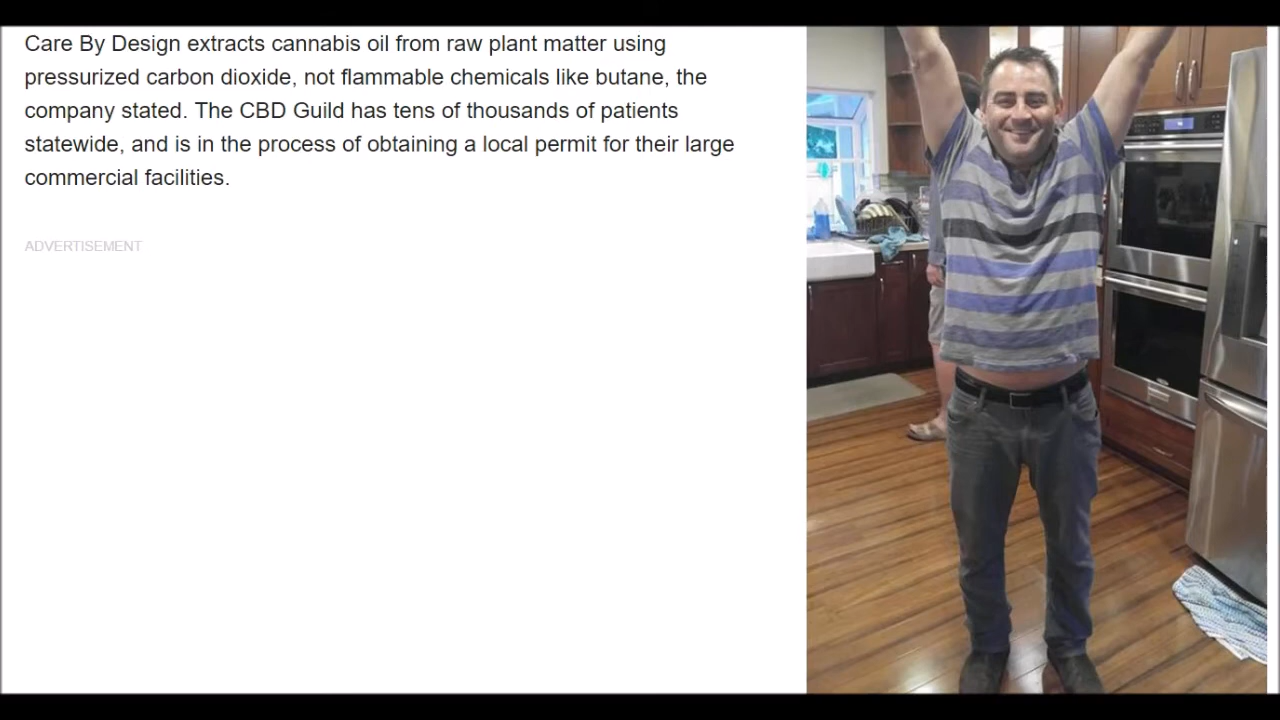 Care By Design extracts cannabis oil from raw plant matter using
pressurized carbon dioxide, not flammable chemicals like butane, the
company stated. The CBD Guild has tens of thousands of patients
statewide, and is in the process of obtaining a local permit for their large
commercial facilities.
ADVERTISEMENT